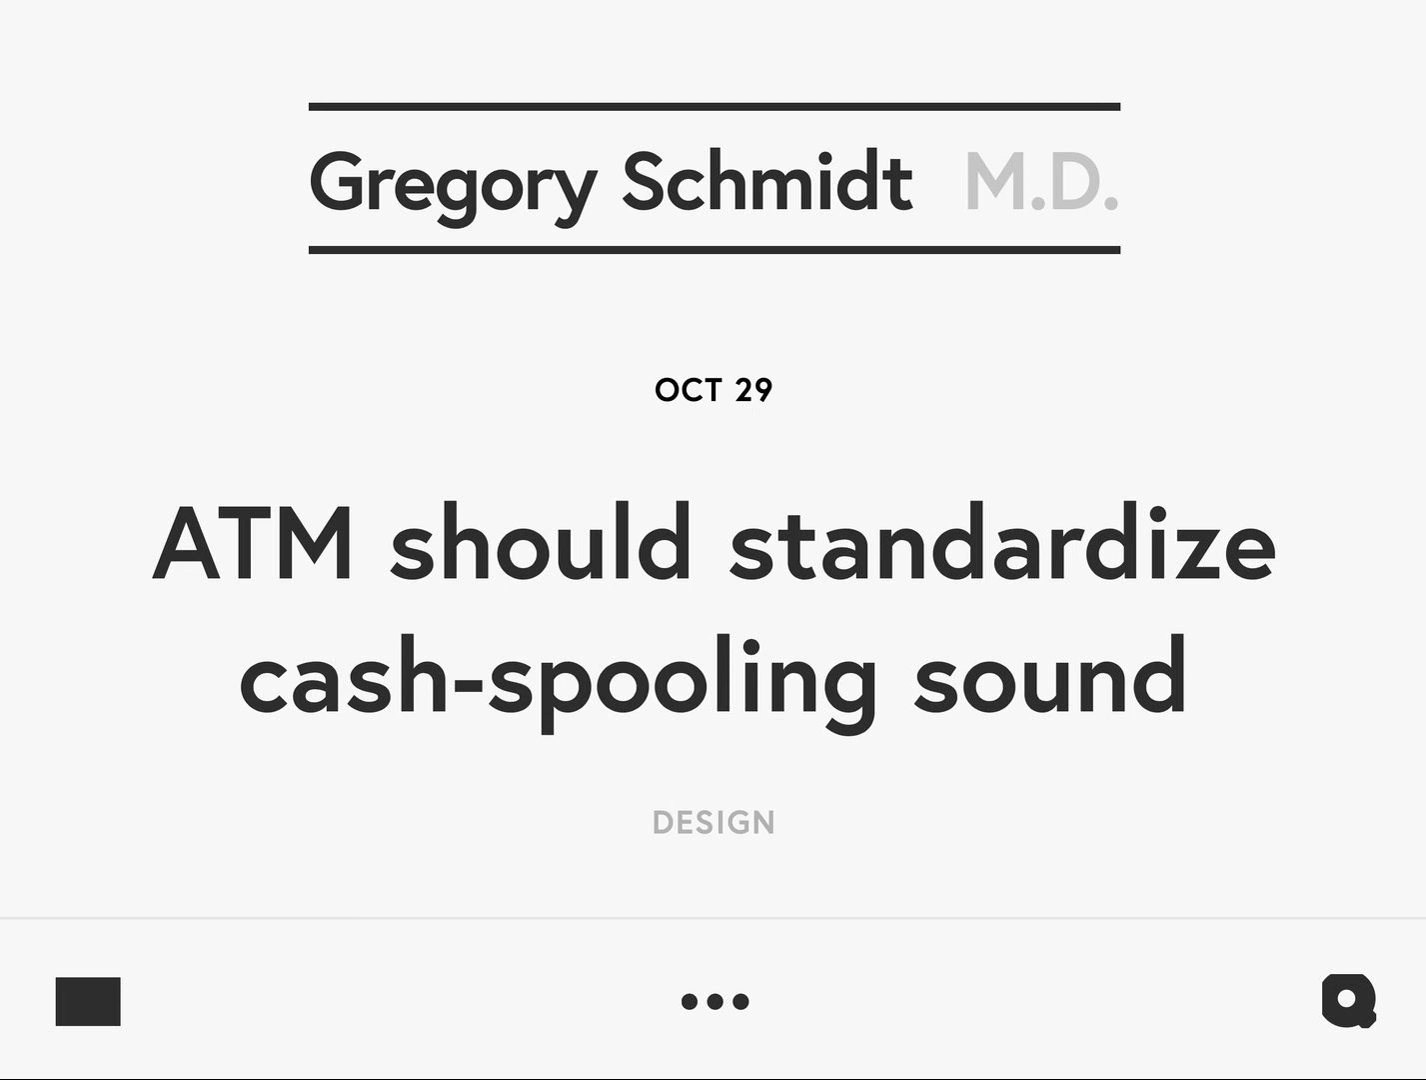 Gregory Schmidt M.D.
OCT 29
ATM should standardize
cash-spooling sound
DESIGN